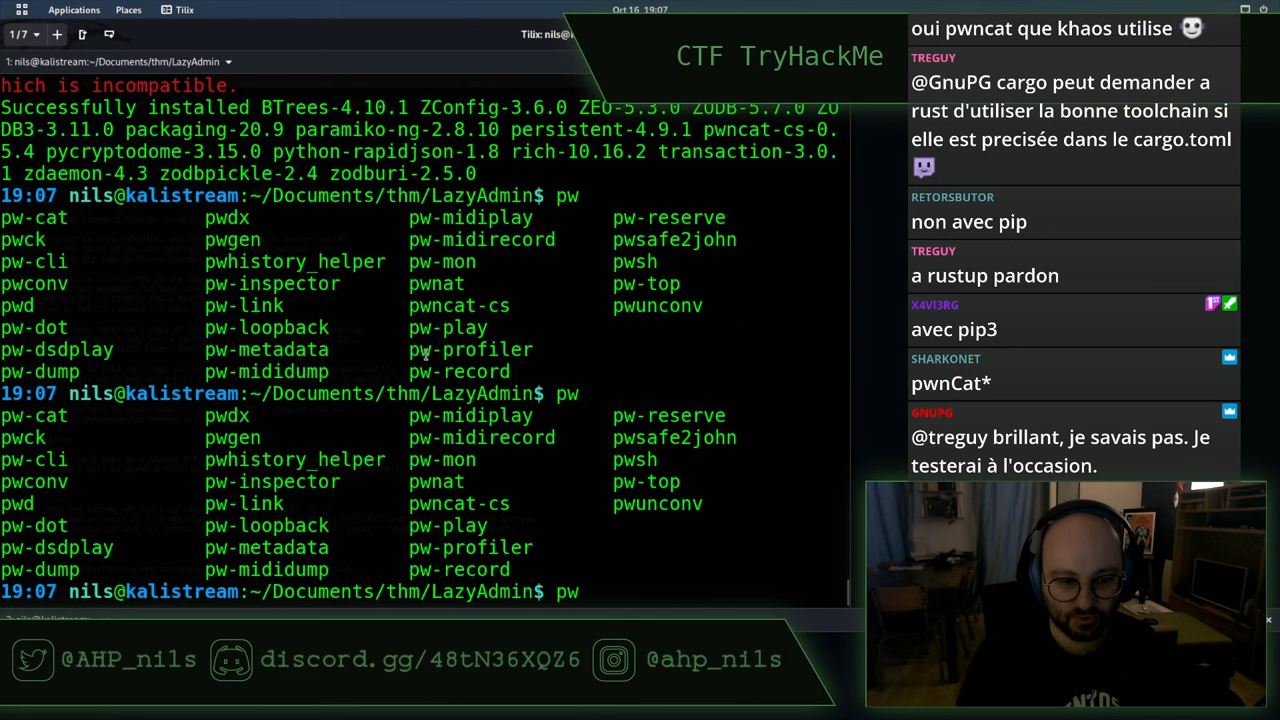 Applications Places Tilix
Oct 16, 19:07
1/7
Tilix: nils@
1: nils@kalistream:~/Documents/thm/LazyAdmin
hich is incompatible.
Successfully installed BTrees-4.10.1 ZConfig-3.6.0 ZEO-5.3.0 ZODB-5.7.0 ZO
DB3-3.11.0 packaging-20.9 paramiko-ng-2.8.10 persistent-4.9.1 pwncat-cs-0.
5.4 pycryptodome-3.15.0 python-rapidjson-1.8 rich-10.16.2 transaction-3.0.
1 zdaemon-4.3 zodbpickle-2.4 zodburi-2.5.0
19:07 nils@kalistream:~/Documents/thm/LazyAdmin$ pw
pw-cat pwdx pw-midiplay pw-reserve
pwck pwgen pw-midirecord pwsafe2john
pw-cli pwhistory_helper pw-mon pwsh
pwconv pw-inspector pwnat pw-top
pwd pw-link pwncat-cs pwunconv
pw-dot pw-loopback pw-play
pw-dsdplay pw-metadata pw-profiler
pw-dump pw-mididump pw-record
19:07 nils@kalistream:~/Documents/thm/LazyAdmin$ pw
pw-cat pwdx pw-midiplay pw-reserve
pwck pwgen pw-midirecord pwsafe2john
pw-cli pwhistory_helper pw-mon pwsh
pwconv pw-inspector pwnat pw-top
pwd pw-link pwncat-cs pwunconv
pw-dot pw-loopback pw-play
pw-dsdplay pw-metadata pw-profiler
pw-dump pw-mididump pw-record
19:07 nils@kalistream:~/Documents/thm/LazyAdmin$ pw
CTF TryHackMe
oui pwncat que khaos utilise
TREGUY
@GnuPG cargo peut demander a
rust d'utiliser la bonne toolchain si
elle est precisée dans le cargo.toml
RETORSBUTOR
non avec pip
TREGUY
a rustup pardon
X4VI3RG
avec pip3
SHARKONET
pwnCat*
GNUPG
@treguy brillant, je savais pas. Je
testerai à l'occasion.
@AHP_nils discord.gg/48tN36XQZ6 @ahp_nils